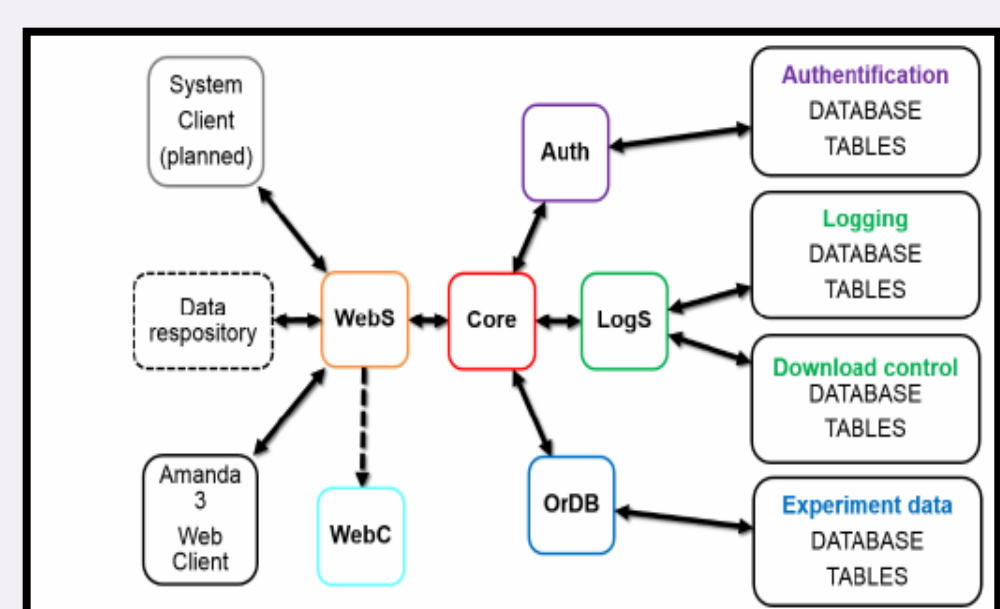 System
Client
(planned)
Data
respository
Amanda
3
Web
Client
WebS
WebC
Core
Auth
LogS
OrDB
Authentification
DATABASE
TABLES
Logging
DATABASE
TABLES
Download control
DATABASE
TABLES
Experiment data
DATABASE
TABLES